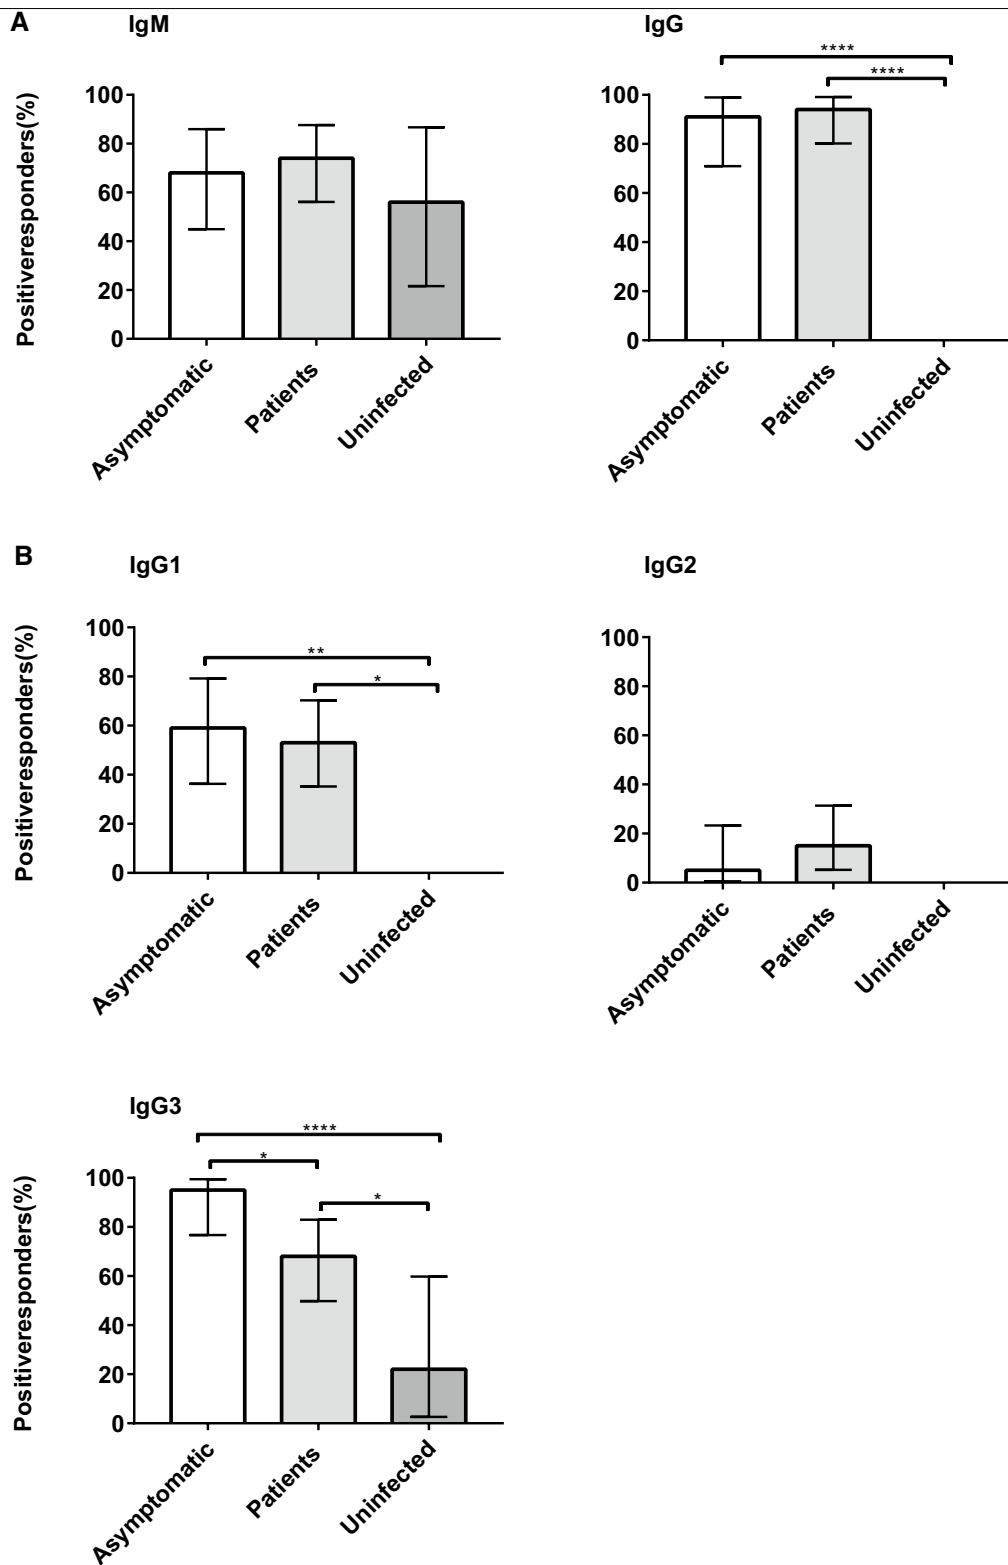 A
IgM
IgG
Positiveresponders(%)
100
80
60
40
20
0
Asymptomatic
Patients
Uninfected
****
****
100
80
60
40
20
0
Asymptomatic
Patients
Uninfected
B
IgG1
IgG2
Positiveresponders(%)
100
80
60
40
20
0
**
*
Asymptomatic
Patients
Uninfected
100
80
60
40
20
0
Asymptomatic
Patients
Uninfected
IgG3
Positiveresponders(%)
****
*
*
100
80
60
40
20
0
Asymptomatic
Patients
Uninfected